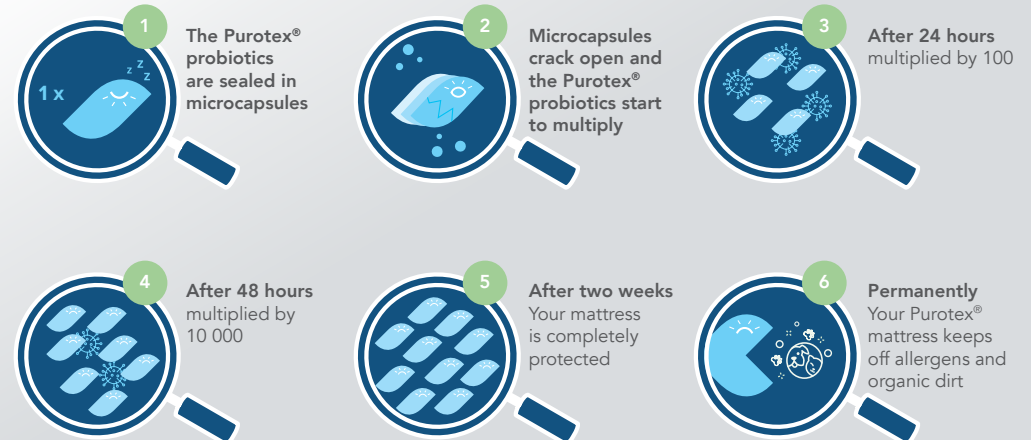 1
The Purotex®
probiotics
are sealed in
microcapsules
1 x
z
z
z
2
Microcapsules
crack open and
the Purotex®
probiotics start
to multiply
3
After 24 hours
multiplied by 100
4
After 48 hours
multiplied by
10 000
5
After two weeks
Your mattress
is completely
protected
6
Permanently
Your Purotex®
mattress keeps
off allergens and
organic dirt